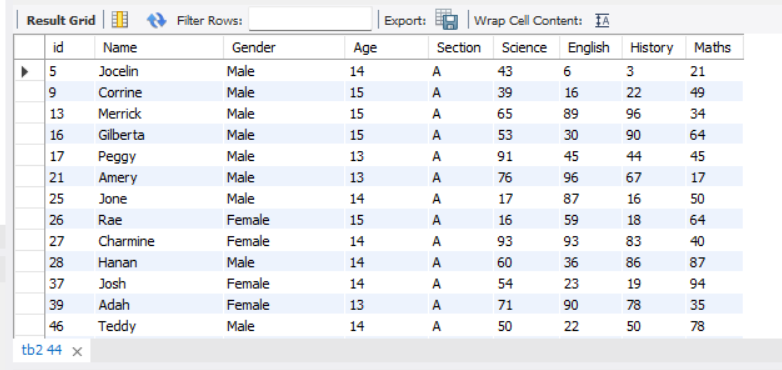 Result Grid Filter Rows: Export: Wrap Cell Content: IA
id Name Gender Age Section Science English History Maths
5 Jocelin Male 14 A 43 6 3 21
9 Corrine Male 15 A 39 16 22 49
13 Merrick Male 15 A 65 89 96 34
16 Gilberta Male 15 A 53 30 90 64
17 Peggy Male 13 A 91 45 44 45
21 Amery Male 13 A 76 96 67 17
25 Jone Male 14 A 17 87 16 50
26 Rae Female 15 A 16 59 18 64
27 Charmine Female 14 A 93 93 83 40
28 Hanan Male 14 A 60 36 86 87
37 Josh Female 14 A 54 23 19 94
39 Adah Female 13 A 71 90 78 35
46 Teddy Male 14 A 50 22 50 78
tb2 44